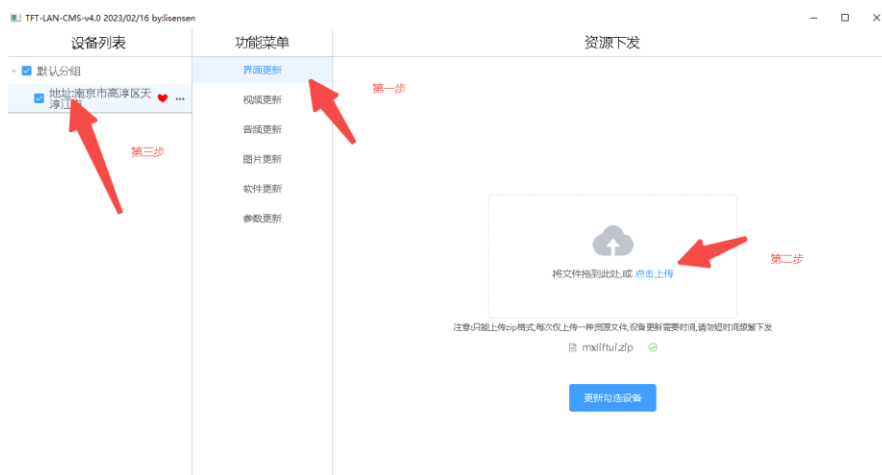 TFT-LAN-CMS-v4.0 2023/02/16 by:lisensen
设备列表
功能菜单
资源下发
默认分组
地址:南京市高淳区天
淳江
界面更新
视频更新
音频更新
图片更新
软件更新
参数更新
第一步
第三步
第二步
将文件拖到此处,或 点击上传
注意:只能上传zip格式,每次仅上传一种资源文件,设备更新需要时间,请勿短时间频繁下发
mxliftui.zip
更新勾选设备